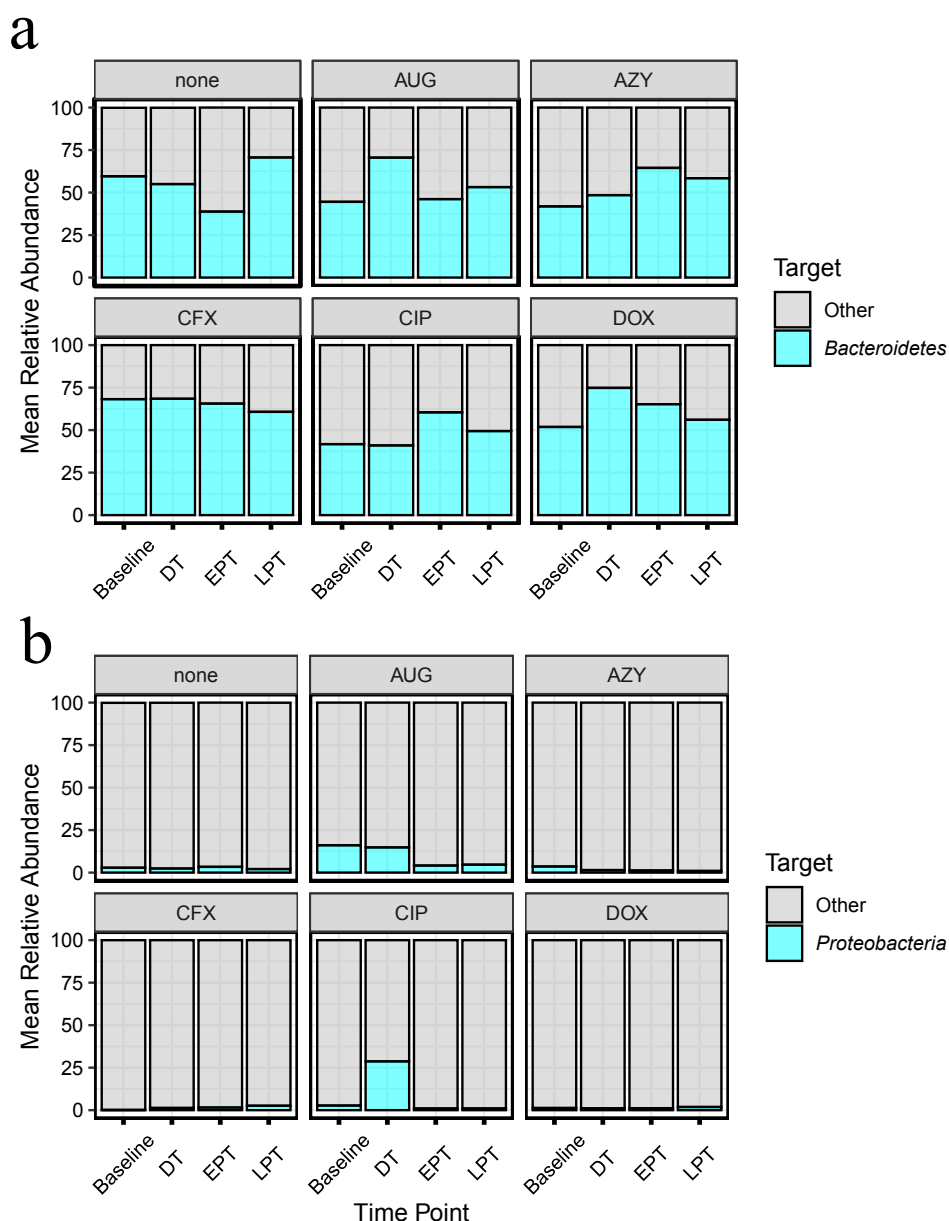 a
none AUG AZY
100
75
50
25
0
CFX CIP DOX
100
75
50
25
0
Mean Relative Abundance
Baseline DT EPT LPT Baseline DT EPT LPT Baseline DT EPT LPT
Target
Other
Bacteroidetes
b
none AUG AZY
100
75
50
25
0
CFX CIP DOX
100
75
50
25
0
Mean Relative Abundance
Baseline DT EPT LPT Baseline DT EPT LPT Baseline DT EPT LPT
Time Point
Target
Other
Proteobacteria